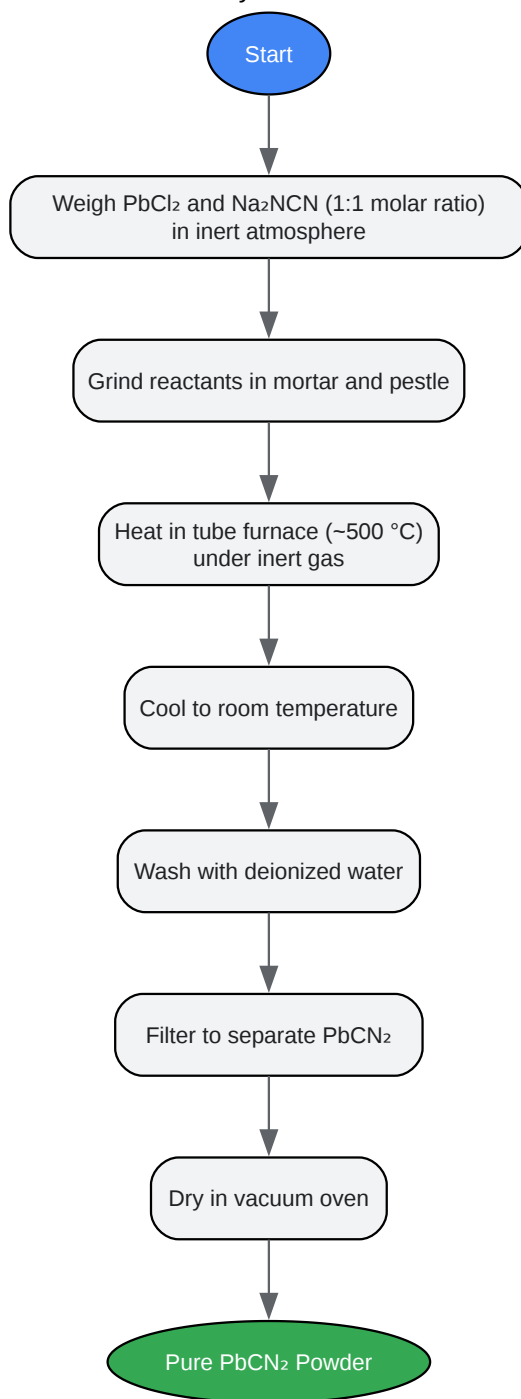 Start
Weigh PbCl₂ and Na₂NCN (1:1 molar ratio)
in inert atmosphere
Grind reactants in mortar and pestle
Heat in tube furnace (~500 °C)
under inert gas
Cool to room temperature
Wash with deionized water
Filter to separate PbCN₂
Dry in vacuum oven
Pure PbCN₂ Powder